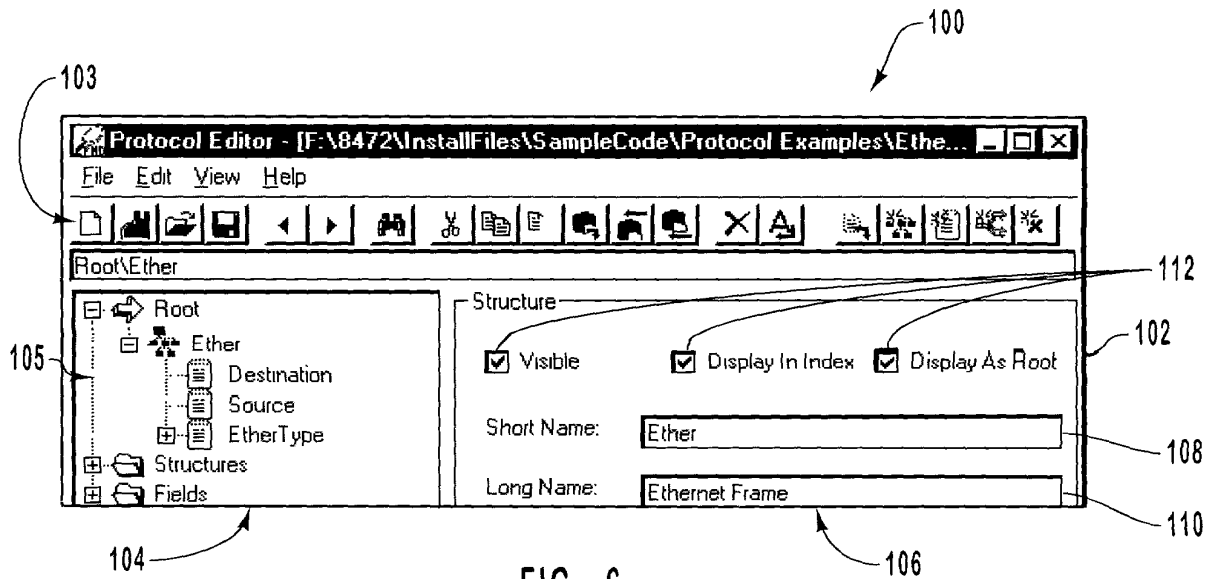 100
103
Protocol Editor - [F:\8472\InstallFiles\SampleCode\Protocol Examples\Ethe...
File Edit View Help
Root\Ether
112
Structure
Root
102
Ether
Visible Display In Index Display As Root
105
Destination
Source
Short Name: Ether
108
EtherType
Structures
Long Name: Ethernet Frame
Fields
110
104
106
FIG. 6